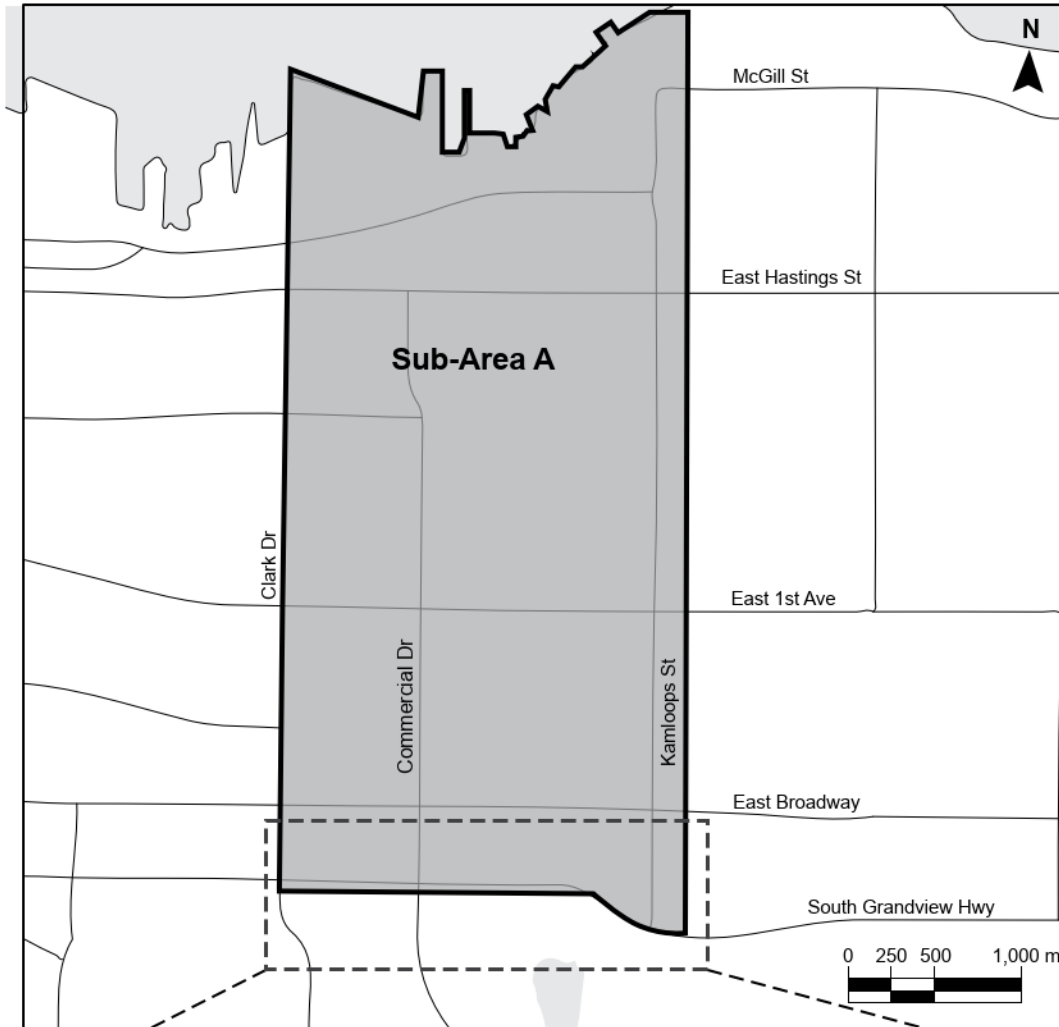 N
McGill St
East Hastings St
Sub-Area A
Clark Dr
East 1st Ave
Commercial Dr
Kamloops St
East Broadway
South Grandview Hwy
0 250 500 1,000 m